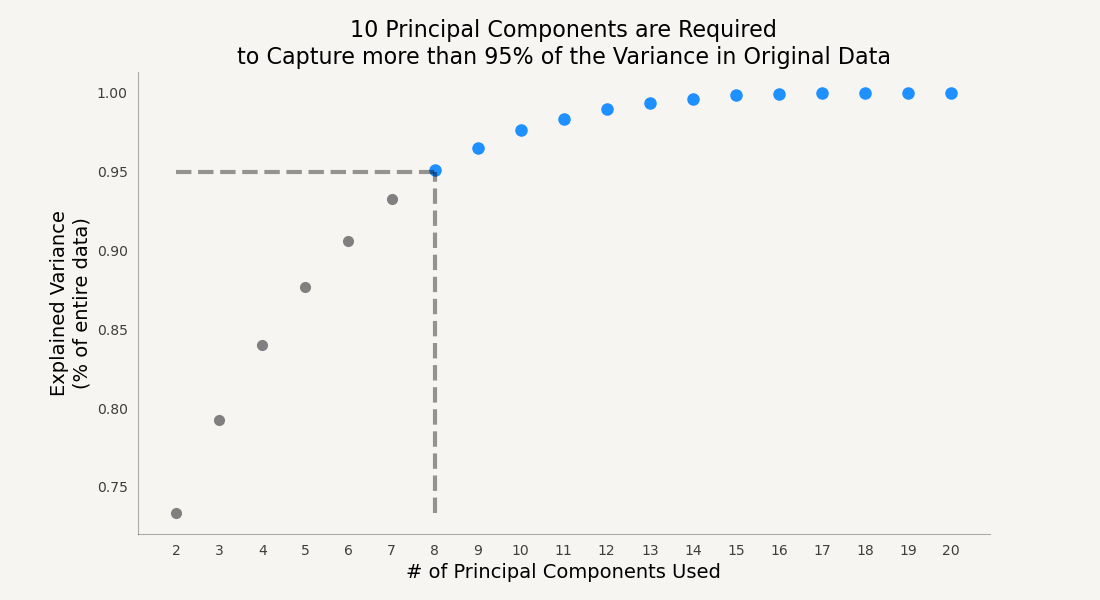 10 Principal Components are Required
to Capture more than 95% of the Variance in Original Data
Explained Variance
(% of entire data)
1.00
0.95
0.90
0.85
0.80
0.75
2 3 4 5 6 7 8 9 10 11 12 13 14 15 16 17 18 19 20
# of Principal Components Used